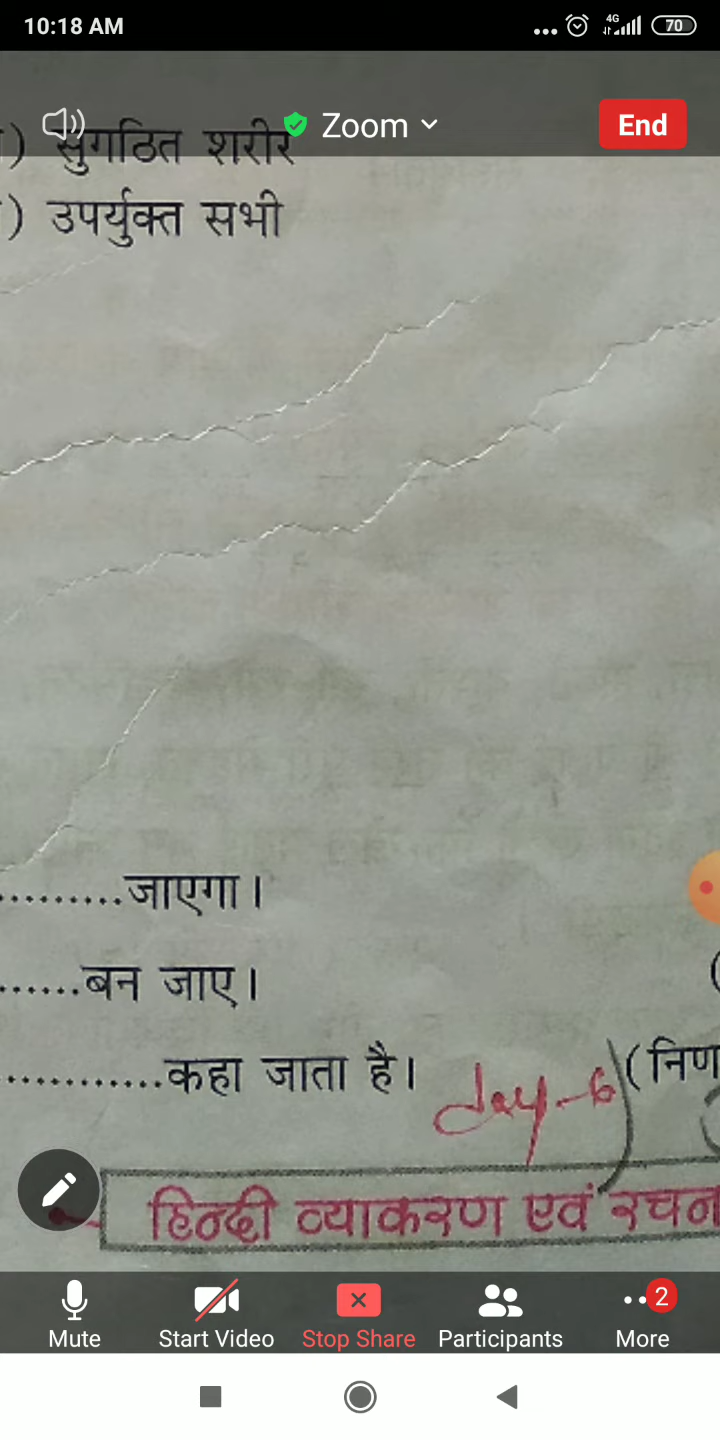 10:18 AM
4G
70
Zoom
End
) सुगठित शरीर
) उपर्युक्त सभी
..........जाएगा।
......बन जाए।
(
............कहा जाता है।
day-6) (निण
हिन्दी व्याकरण एवं रचन
Mute
Start Video
Stop Share
Participants
More
2